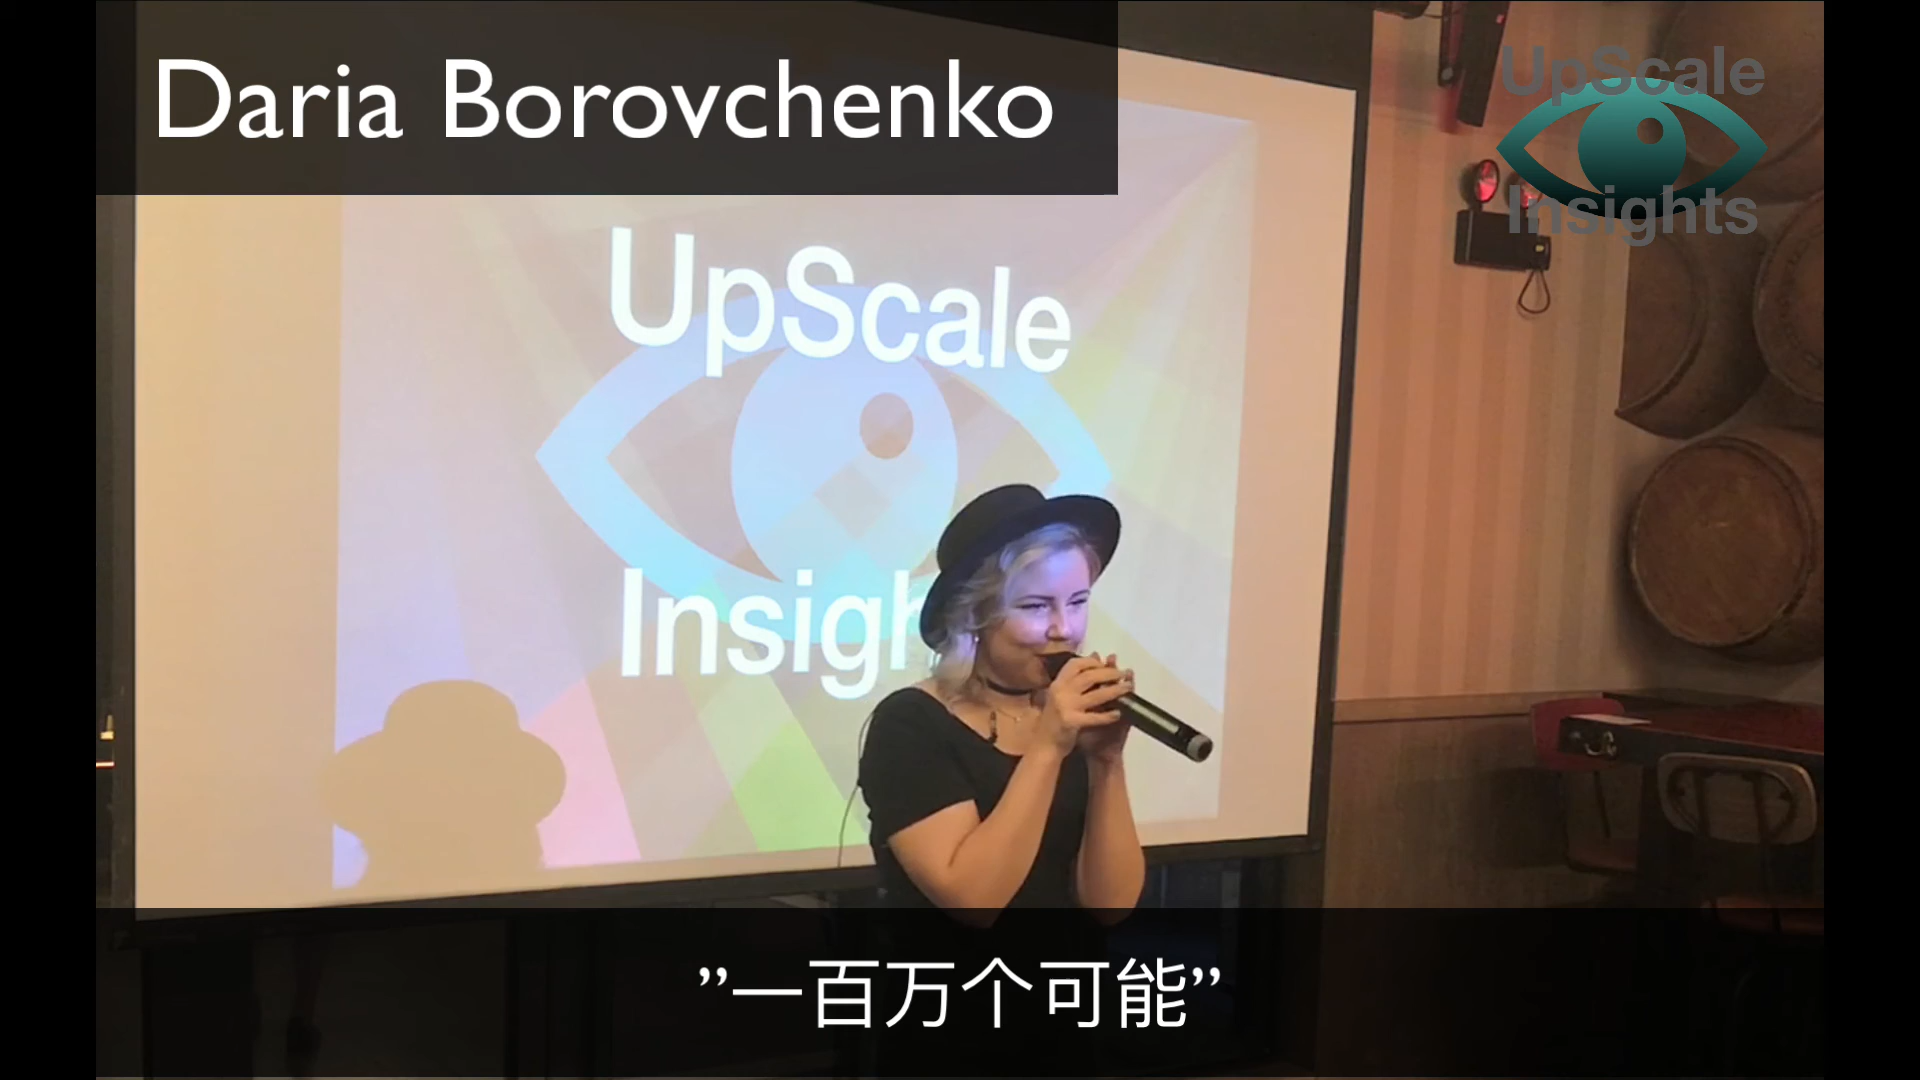 Daria Borovchenko
UpScale
Insights
UpScale
Insigh
”一百万个可能”